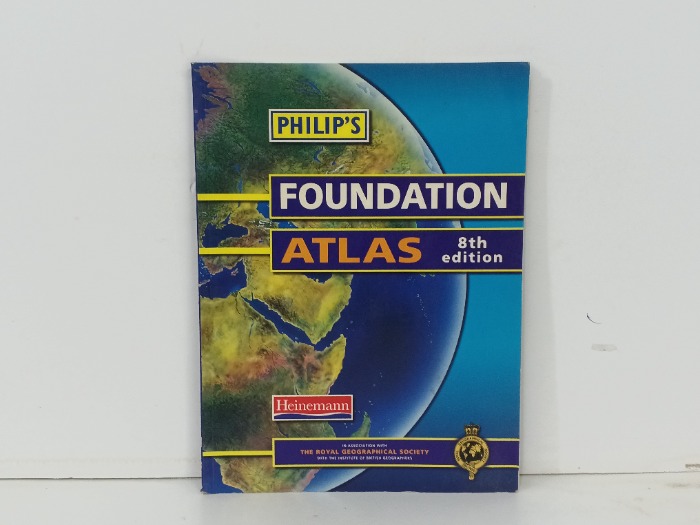 PHILIP'S
FOUNDATION
ATLAS
8th
edition
Heinemann
IN ASSOCIATION WITH
THE ROYAL GEOGRAPHICAL SOCIETY
WITH THE INSTITUTE OF BRITISH GEOGRAPHERS